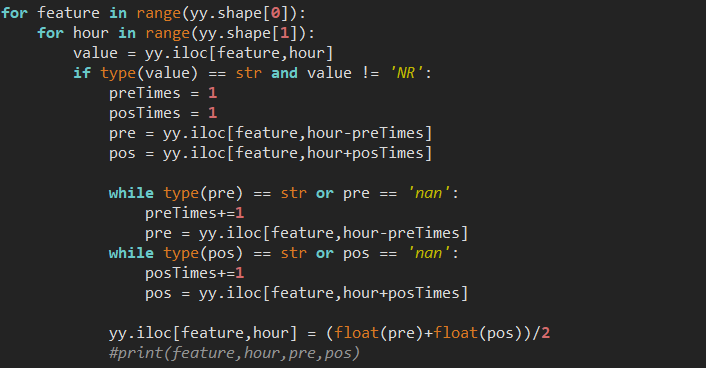 for feature in range(yy.shape[0]):
    for hour in range(yy.shape[1]):
        value = yy.iloc[feature,hour]
        if type(value) == str and value != 'NR':
            preTimes = 1
            posTimes = 1
            pre = yy.iloc[feature,hour-preTimes]
            pos = yy.iloc[feature,hour+posTimes]

            while type(pre) == str or pre == 'nan':
                preTimes+=1
                pre = yy.iloc[feature,hour-preTimes]
            while type(pos) == str or pos == 'nan':
                posTimes+=1
                pos = yy.iloc[feature,hour+posTimes]

            yy.iloc[feature,hour] = (float(pre)+float(pos))/2
            #print(feature,hour,pre,pos)